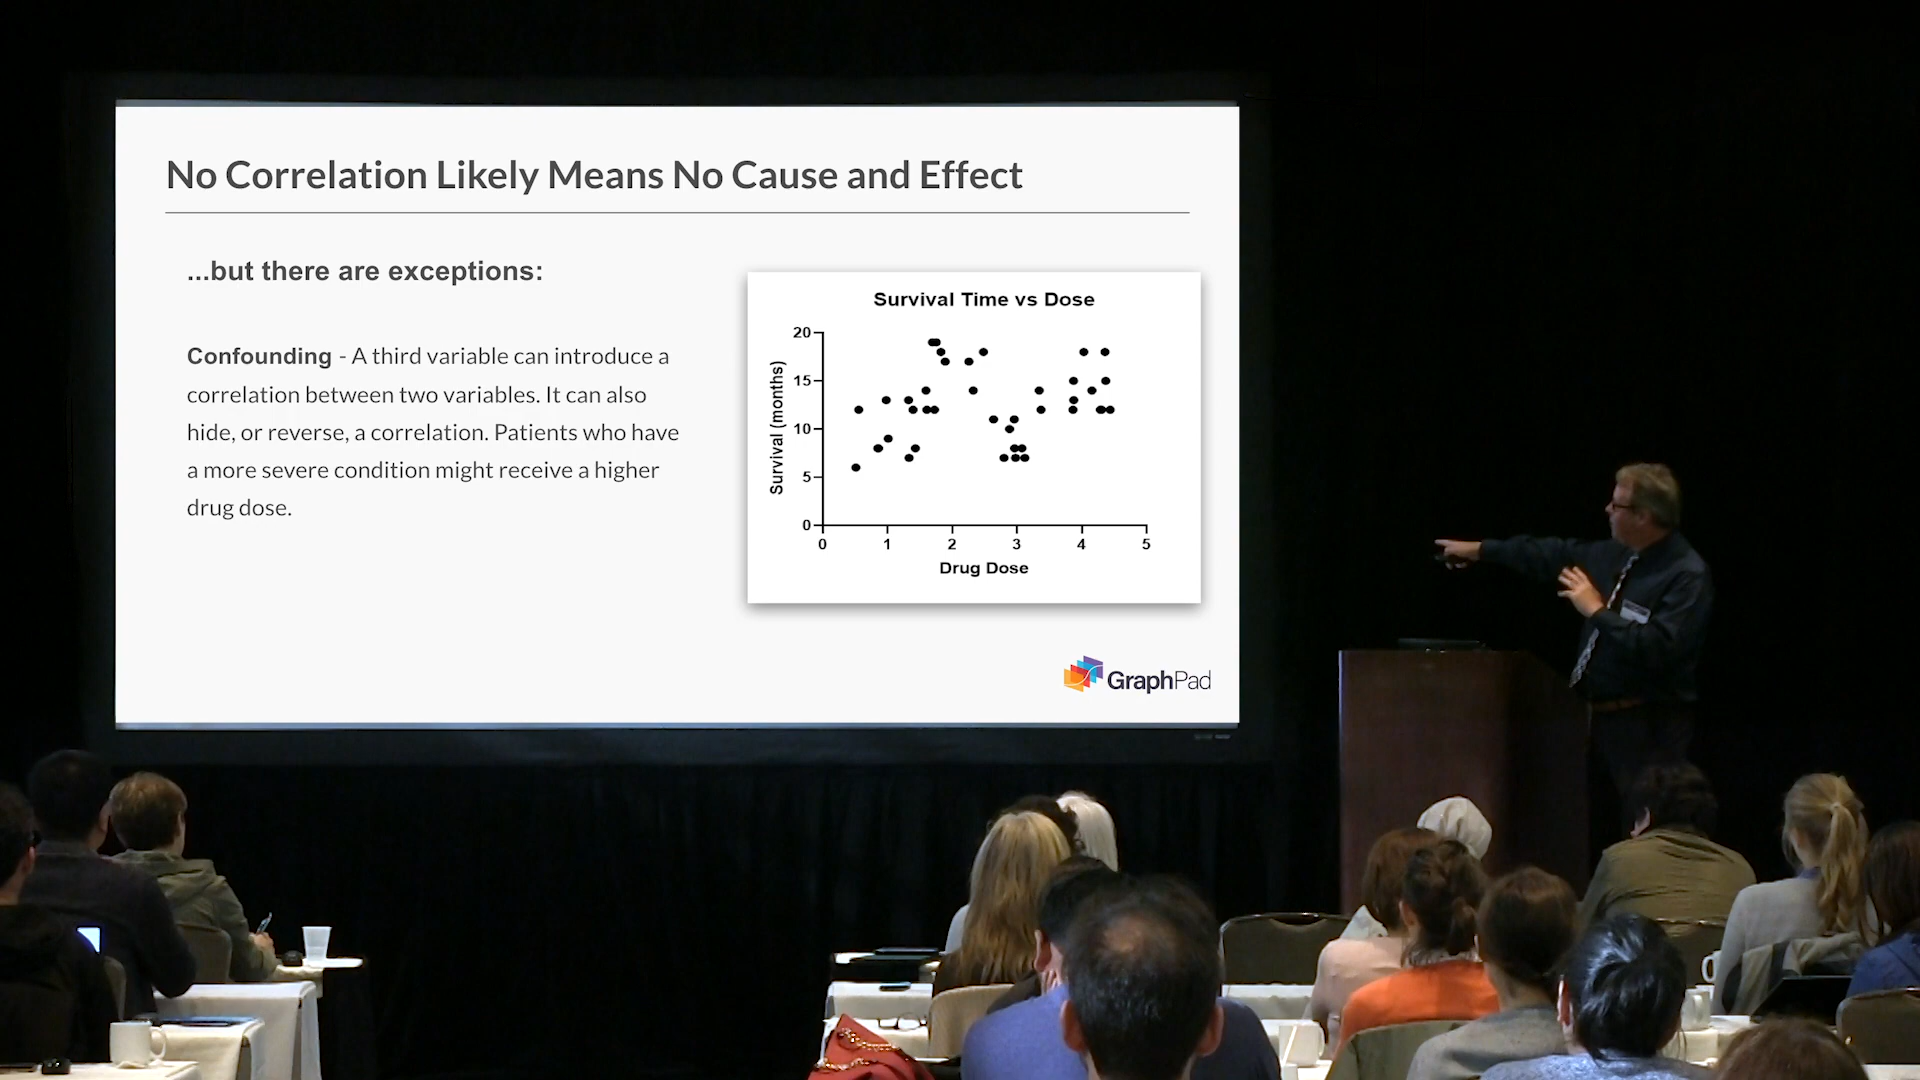 No Correlation Likely Means No Cause and Effect
...but there are exceptions:
Confounding - A third variable can introduce a
correlation between two variables. It can also
hide, or reverse, a correlation. Patients who have
a more severe condition might receive a higher
drug dose.
Survival Time vs Dose
20
15
10
5
0
Survival (months)
0 1 2 3 4 5
Drug Dose
GraphPad